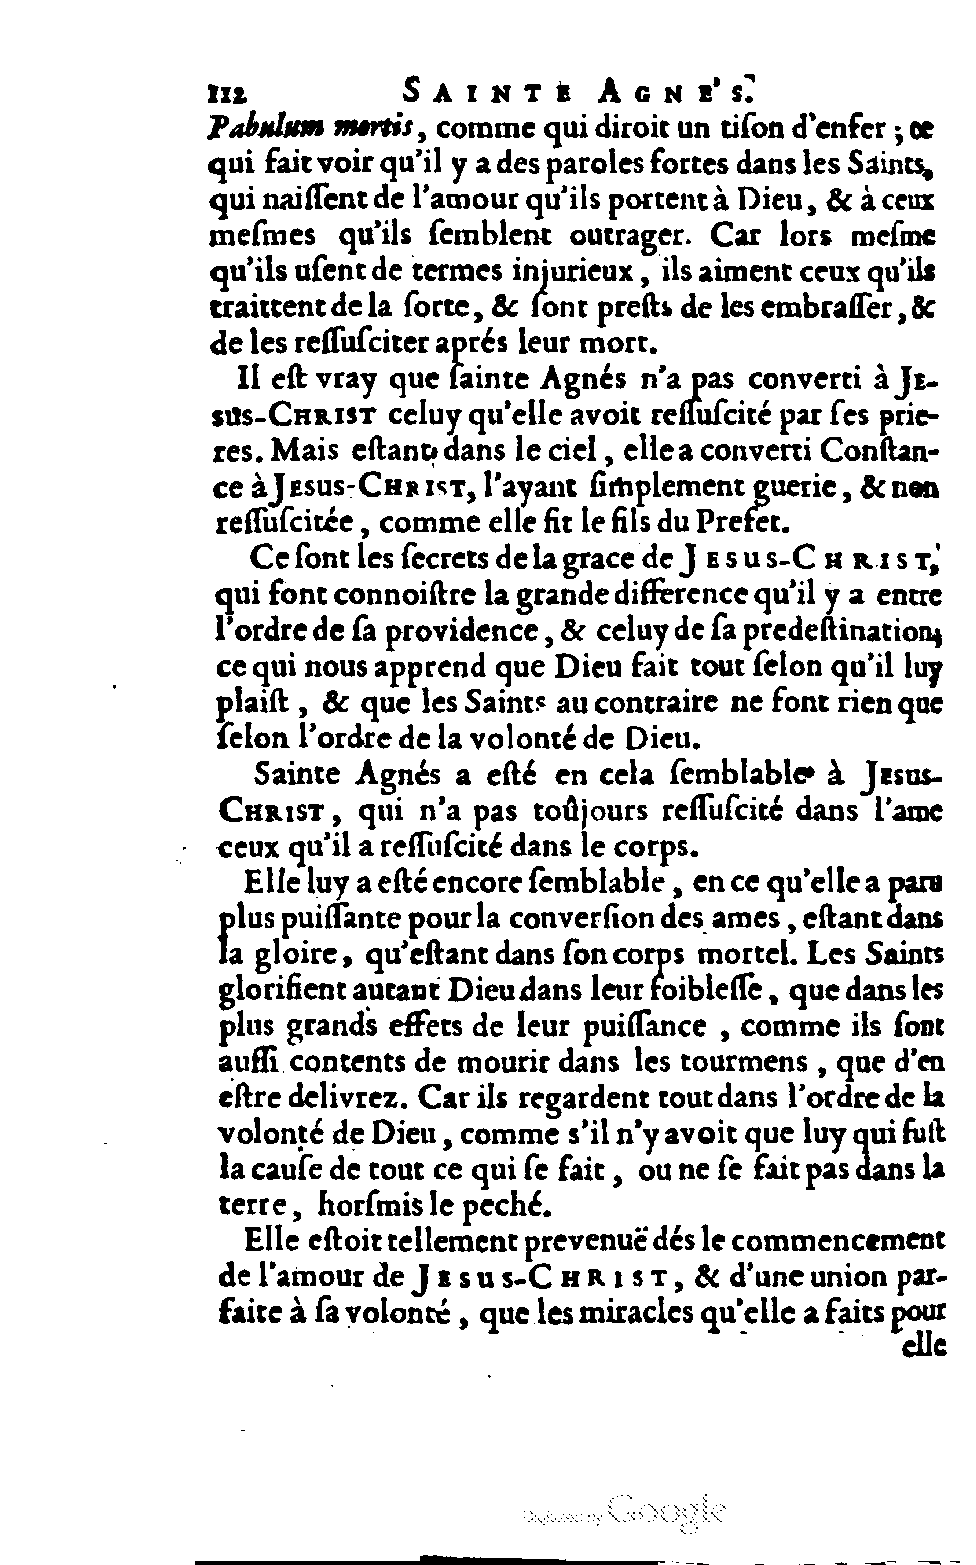 112 SAINTE AGNE'S.
Pabulum mortis, comme qui diroit un tiſon d'enfer ; ce
qui fait voir qu'il y a des paroles fortes dans les Saints,
qui naiſſent de l'amour qu'ils portent à Dieu, & à ceux
meſmes qu'ils ſemblent outrager. Car lors meſme
qu'ils uſent de termes injurieux, ils aiment ceux qu'ils
traittent de la ſorte, & ſont preſts de les embraſſer, &
de les reſſuſciter aprés leur mort.
Il eſt vray que ſainte Agnés n'a pas converti à JE-
SUS-CHRIST celuy qu'elle avoit reſſuſcité par ſes prie-
res. Mais eſtant dans le ciel, elle a converti Conſtan-
ce à JESUS-CHRIST, l'ayant ſimplement guerie, & non
reſſuſcitée, comme elle fit le fils du Prefet.
Ce ſont les ſecrets de la grace de JESUS-CHRIST,
qui font connoiſtre la grande difference qu'il y a entre
l'ordre de ſa providence, & celuy de ſa predeſtination;
ce qui nous apprend que Dieu fait tout ſelon qu'il luy
plaiſt, & que les Saints au contraire ne font rien que
ſelon l'ordre de la volonté de Dieu.
Sainte Agnés a eſté en cela ſemblable à JESUS-
CHRIST, qui n'a pas toûjours reſſuſcité dans l'ame
ceux qu'il a reſſuſcité dans le corps.
Elle luy a eſté encore ſemblable, en ce qu'elle a paru
plus puiſſante pour la converſion des ames, eſtant dans
la gloire, qu'eſtant dans ſon corps mortel. Les Saints
glorifient autant Dieu dans leur foibleſſe, que dans les
plus grands effets de leur puiſſance, comme ils ſont
auſſi contents de mourir dans les tourmens, que d'en
eſtre delivrez. Car ils regardent tout dans l'ordre de la
volonté de Dieu, comme s'il n'y avoit que luy qui fuſt
la cauſe de tout ce qui ſe fait, ou ne ſe fait pas dans la
terre, horſmis le peché.
Elle eſtoit tellement prevenuë dés le commencement
de l'amour de JESUS-CHRIST, & d'une union par-
faite à ſa volonté, que les miracles qu'elle a faits pour
elle
Digitized by Google